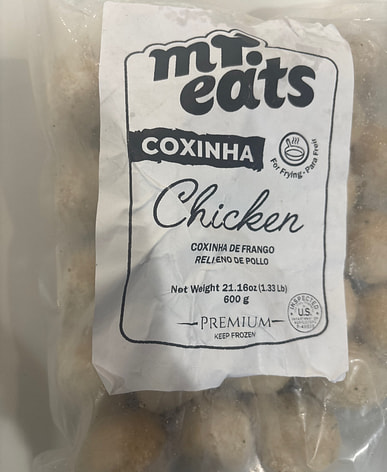 mr. eats
COXINHA
For Frying - Para Freír
Chicken
COXINHA DE FRANGO
RELLENO DE POLLO
Net Weight 21.16oz (1.33 Lb)
600 g
PREMIUM
KEEP FROZEN
INSPECTED
U.S.